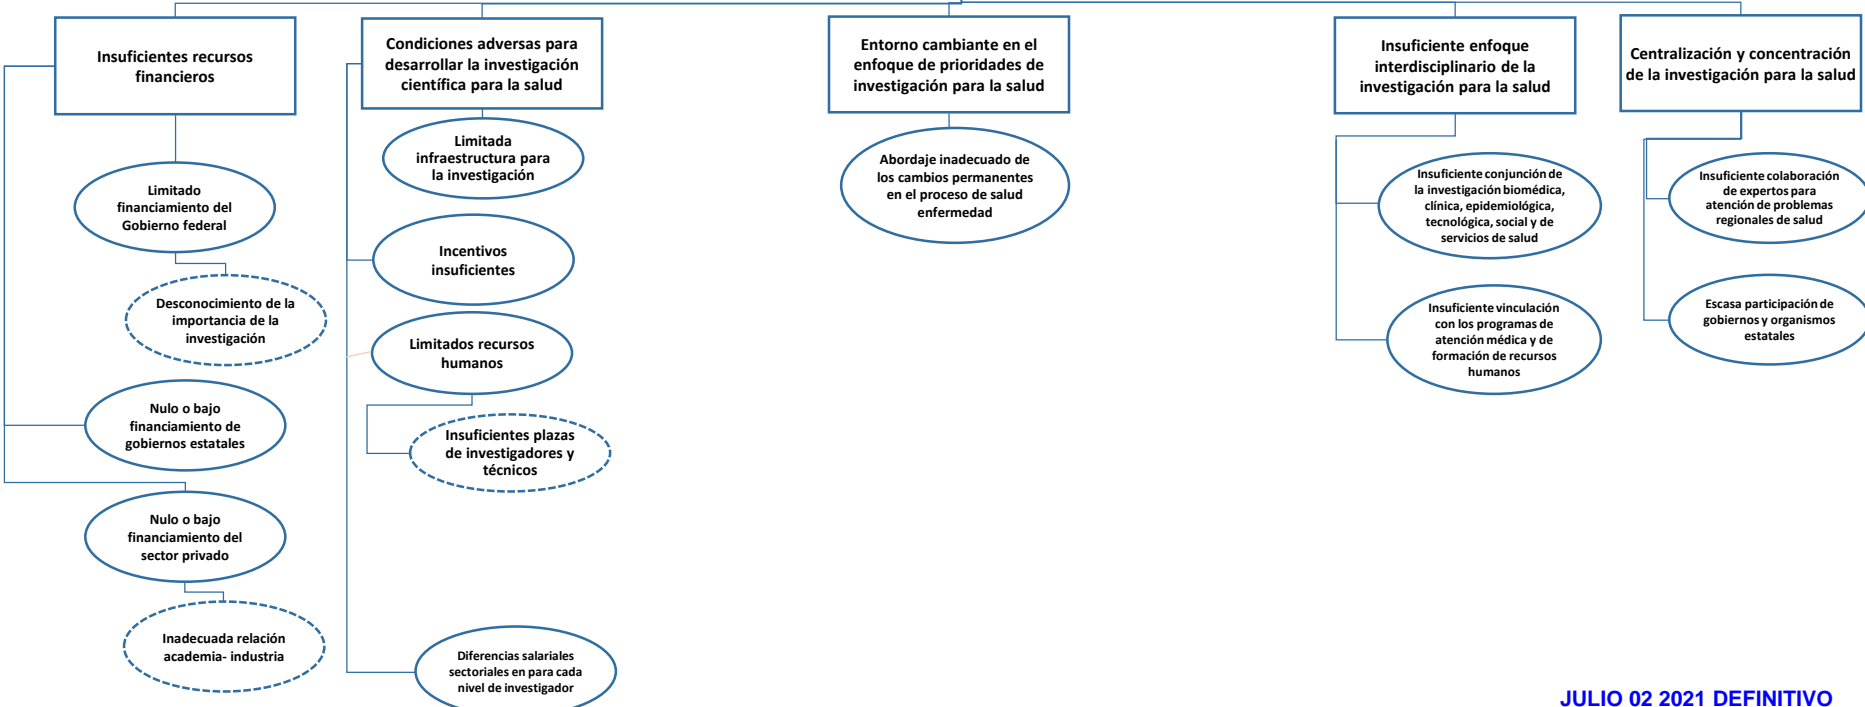 Insuficientes recursos
financieros
Condiciones adversas para
desarrollar la investigación
científica para la salud
Entorno cambiante en el
enfoque de prioridades de
investigación para la salud
Insuficiente enfoque
interdisciplinario de la
investigación para la salud
Centralización y concentración
de la investigación para la salud
Limitado
financiamiento del
Gobierno federal
Desconocimiento de la
importancia de la
investigación
Nulo o bajo
financiamiento de
gobiernos estatales
Nulo o bajo
financiamiento del
sector privado
Inadecuada relación
academia- industria
Limitada
infraestructura para
la investigación
Incentivos
insuficientes
Limitados recursos
humanos
Insuficientes plazas
de investigadores y
técnicos
Diferencias salariales
sectoriales en para cada
nivel de investigador
Abordaje inadecuado de
los cambios permanentes
en el proceso de salud
enfermedad
Insuficiente conjunción de
la investigación biomédica,
clínica, epidemiológica,
tecnológica, social y de
servicios de salud
Insuficiente vinculación
con los programas de
atención médica y de
formación de recursos
humanos
Insuficiente colaboración
de expertos para
atención de problemas
regionales de salud
Escasa participación de
gobiernos y organismos
estatales
JULIO 02 2021 DEFINITIVO